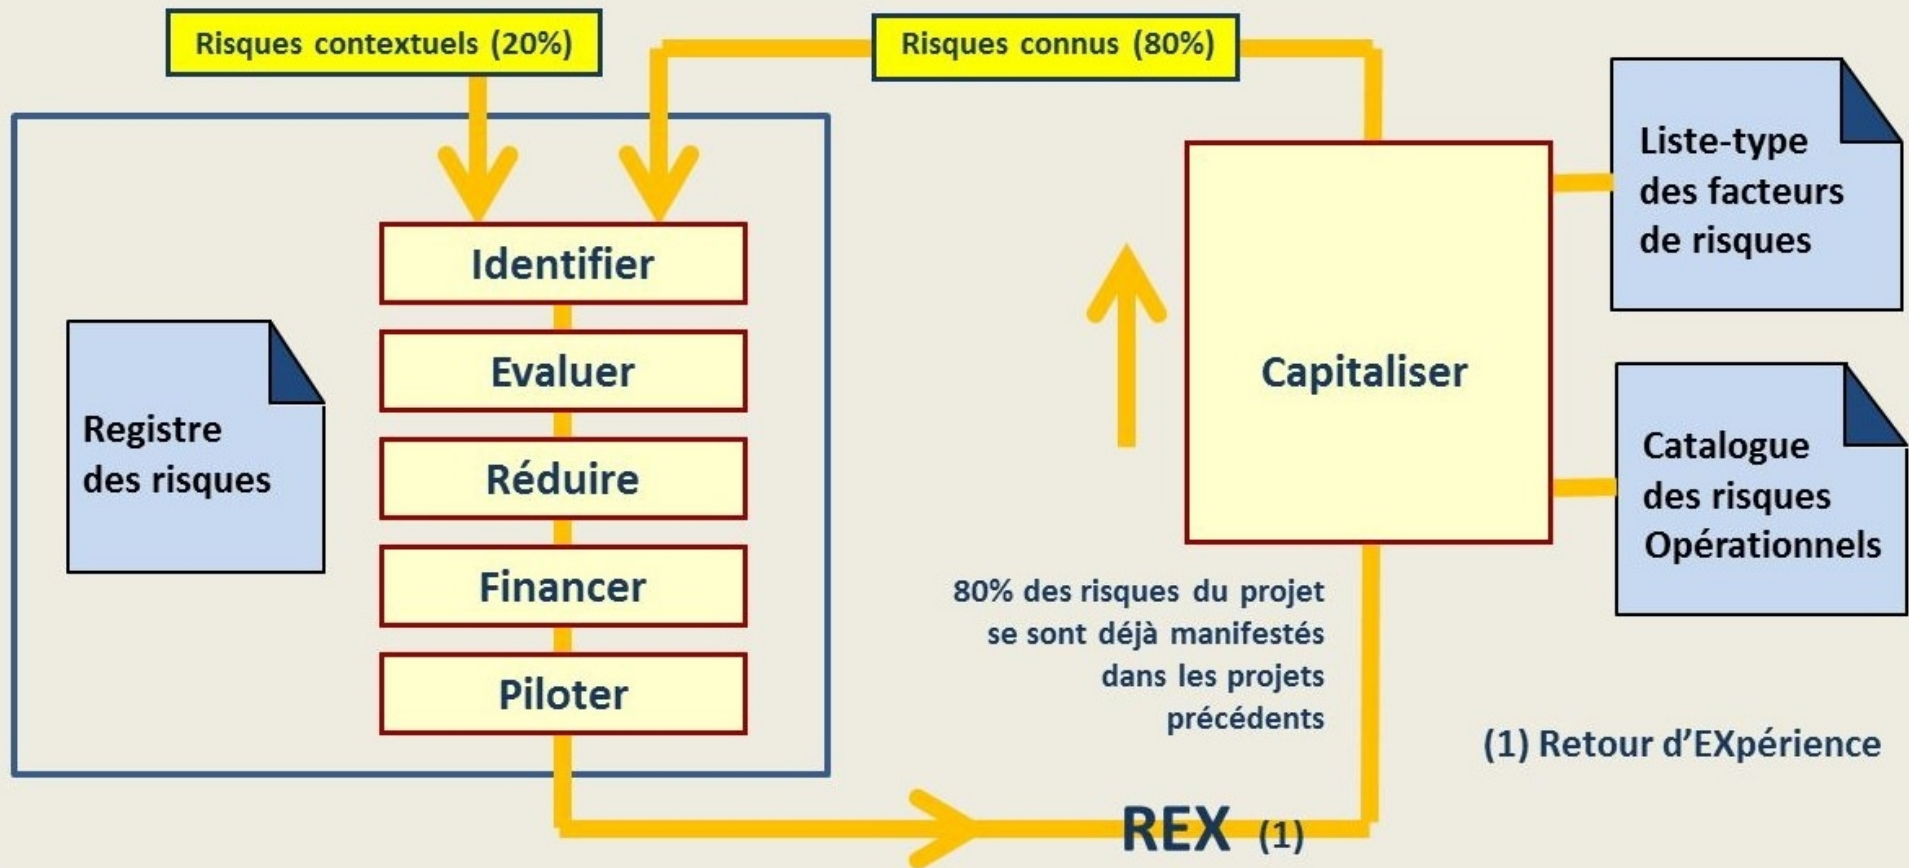 Risques contextuels (20%)
Risques connus (80%)
Identifier
Evaluer
Réduire
Financer
Piloter
Registre
des risques
Capitaliser
Liste-type
des facteurs
de risques
Catalogue
des risques
Opérationnels
80% des risques du projet
se sont déjà manifestés
dans les projets
précédents
(1) Retour d'EXpérience
REX (1)